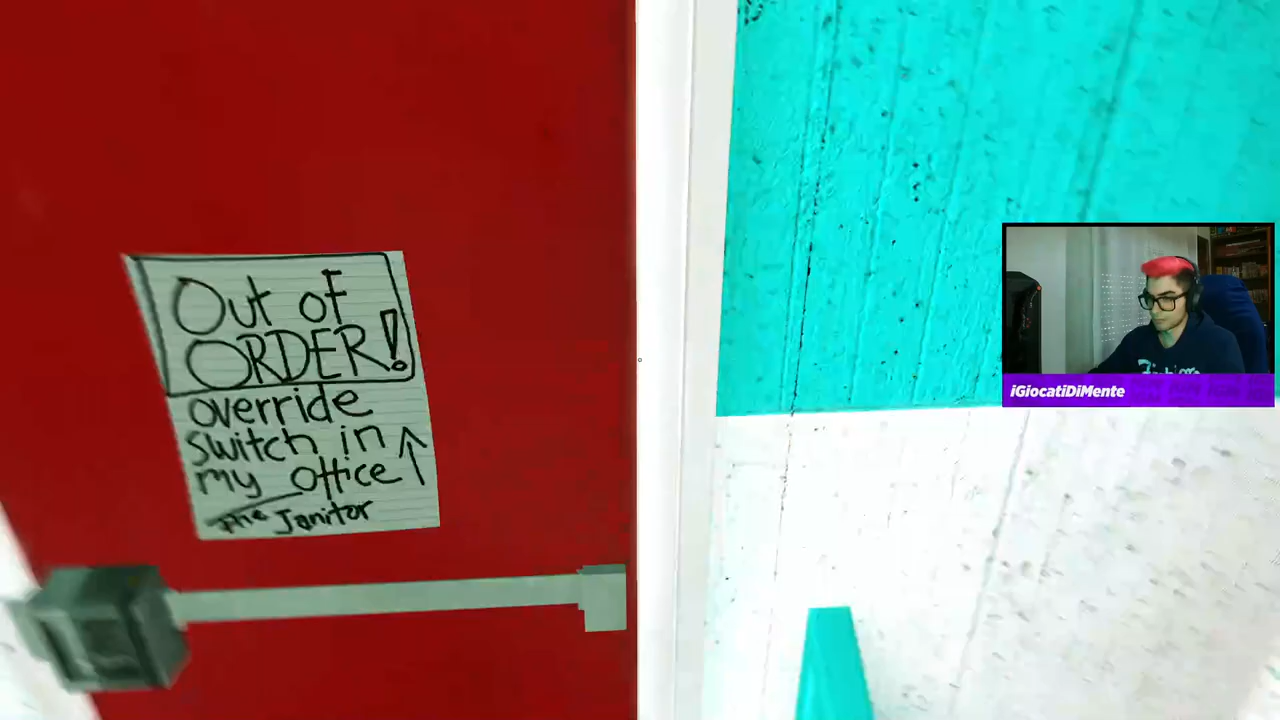 Out of
ORDER!
override
switch in
my office ↑
The Janitor
iGiocatiDiMente